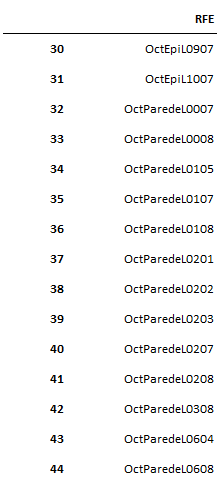 RFE
30 OctEpiL0907
31 OctEpiL1007
32 OctParedeL0007
33 OctParedeL0008
34 OctParedeL0105
35 OctParedeL0107
36 OctParedeL0108
37 OctParedeL0201
38 OctParedeL0202
39 OctParedeL0203
40 OctParedeL0207
41 OctParedeL0208
42 OctParedeL0308
43 OctParedeL0604
44 OctParedeL0608